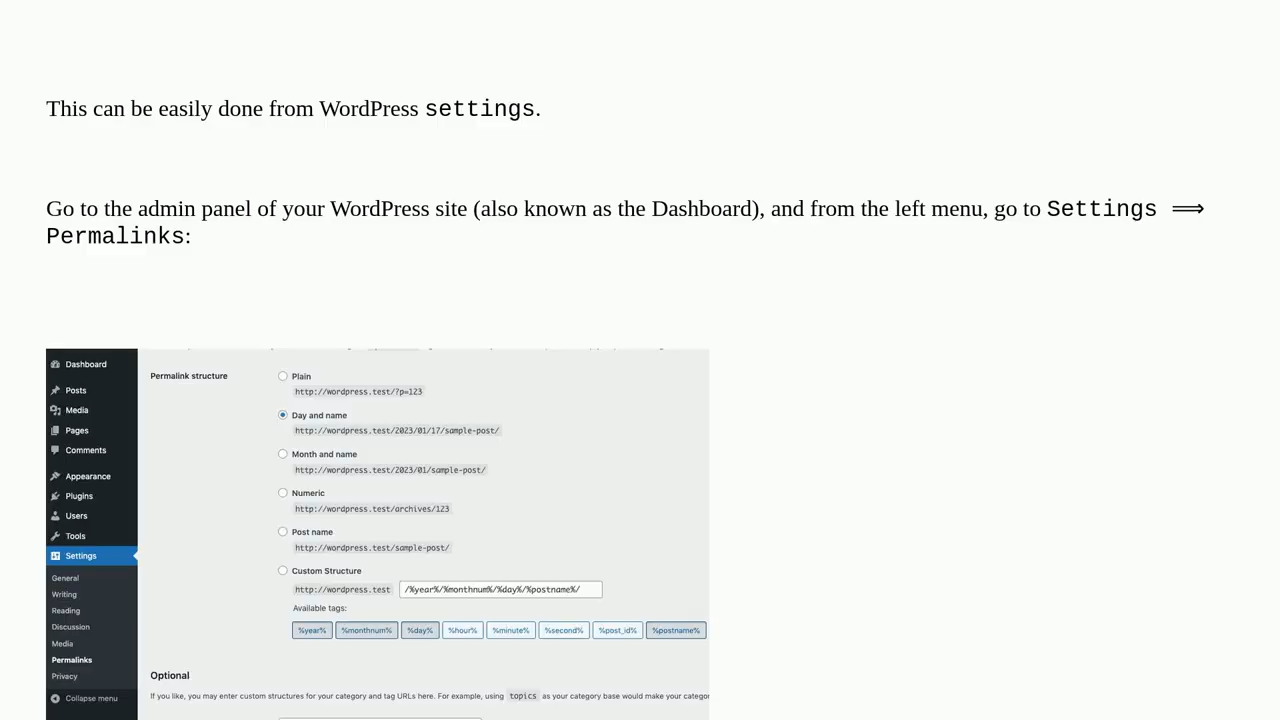 This can be easily done from WordPress settings.
Go to the admin panel of your WordPress site (also known as the Dashboard), and from the left menu, go to Settings ⟹
Permalinks:
Dashboard
Posts
Media
Pages
Comments
Appearance
Plugins
Users
Tools
Settings
General
Writing
Reading
Discussion
Media
Permalinks
Privacy
Collapse menu
Permalink structure
Plain
http://wordpress.test/?p=123
Day and name
http://wordpress.test/2023/01/17/sample-post/
Month and name
http://wordpress.test/2023/01/sample-post/
Numeric
http://wordpress.test/archives/123
Post name
http://wordpress.test/sample-post/
Custom Structure
http://wordpress.test /%year%/%monthnum%/%day%/%postname%/
Available tags:
%year% %monthnum% %day% %hour% %minute% %second% %post_id% %postname%
Optional
If you like, you may enter custom structures for your category and tag URLs here. For example, using topics as your category base would make your